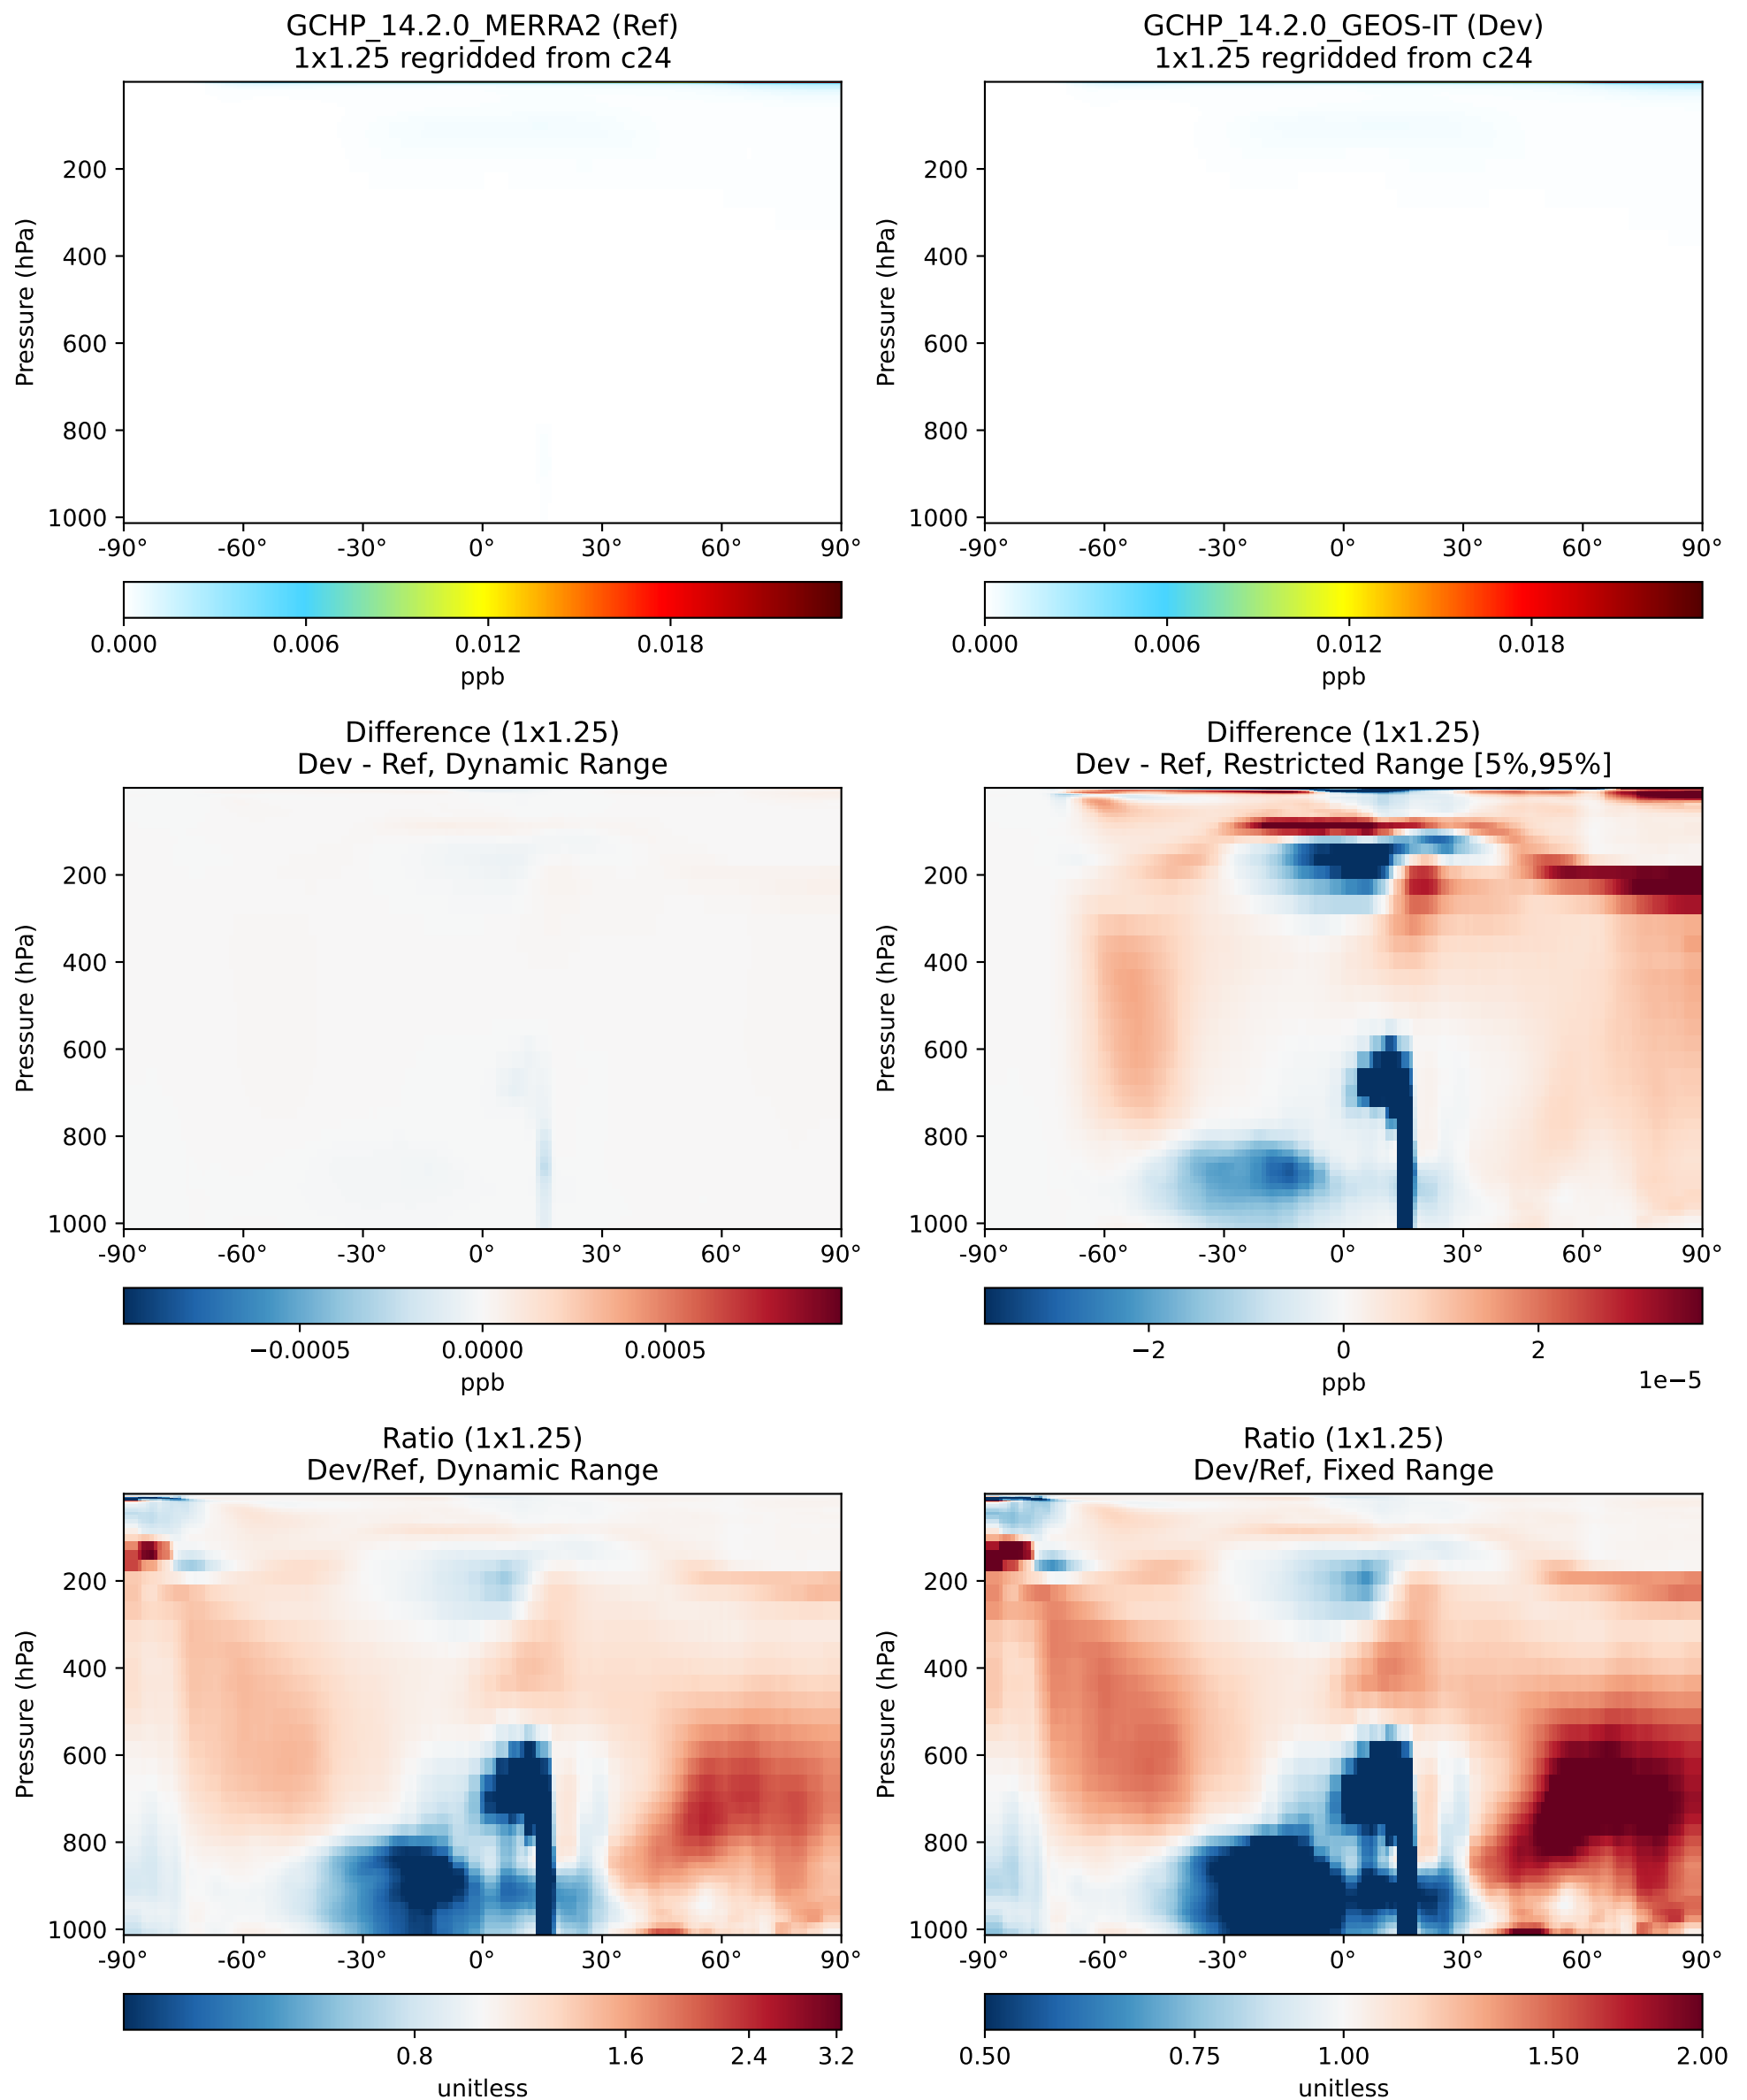 GCHP_14.2.0_MERRA2 (Ref)
1x1.25 regridded from c24
Pressure (hPa)
200
400
600
800
1000
-90° -60° -30° 0° 30° 60° 90°
0.000 0.006 0.012 0.018
ppb
GCHP_14.2.0_GEOS-IT (Dev)
1x1.25 regridded from c24
Pressure (hPa)
200
400
600
800
1000
-90° -60° -30° 0° 30° 60° 90°
0.000 0.006 0.012 0.018
ppb
Difference (1x1.25)
Dev - Ref, Dynamic Range
Pressure (hPa)
200
400
600
800
1000
-90° -60° -30° 0° 30° 60° 90°
−0.0005 0.0000 0.0005
ppb
Difference (1x1.25)
Dev - Ref, Restricted Range [5%,95%]
Pressure (hPa)
200
400
600
800
1000
-90° -60° -30° 0° 30° 60° 90°
−2 0 2
ppb
1e−5
Ratio (1x1.25)
Dev/Ref, Dynamic Range
Pressure (hPa)
200
400
600
800
1000
-90° -60° -30° 0° 30° 60° 90°
0.8 1.6 2.4 3.2
unitless
Ratio (1x1.25)
Dev/Ref, Fixed Range
Pressure (hPa)
200
400
600
800
1000
-90° -60° -30° 0° 30° 60° 90°
0.50 0.75 1.00 1.50 2.00
unitless